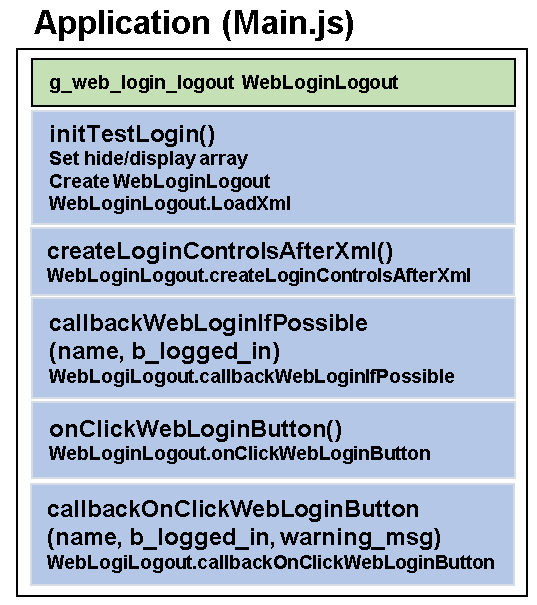 Application (Main.js)
g_web_login_logout WebLoginLogout
initTestLogin()
Set hide/display array
Create WebLoginLogout
WebLoginLogout.LoadXml
createLoginControlsAfterXml()
WebLoginLogout.createLoginControlsAfterXml
callbackWebLoginIfPossible
(name, b_logged_in)
WebLogiLogout.callbackWebLoginIfPossible
onClickWebLoginButton()
WebLoginLogout.onClickWebLoginButton
callbackOnClickWebLoginButton
(name, b_logged_in, warning_msg)
WebLogiLogout.callbackOnClickWebLoginButton